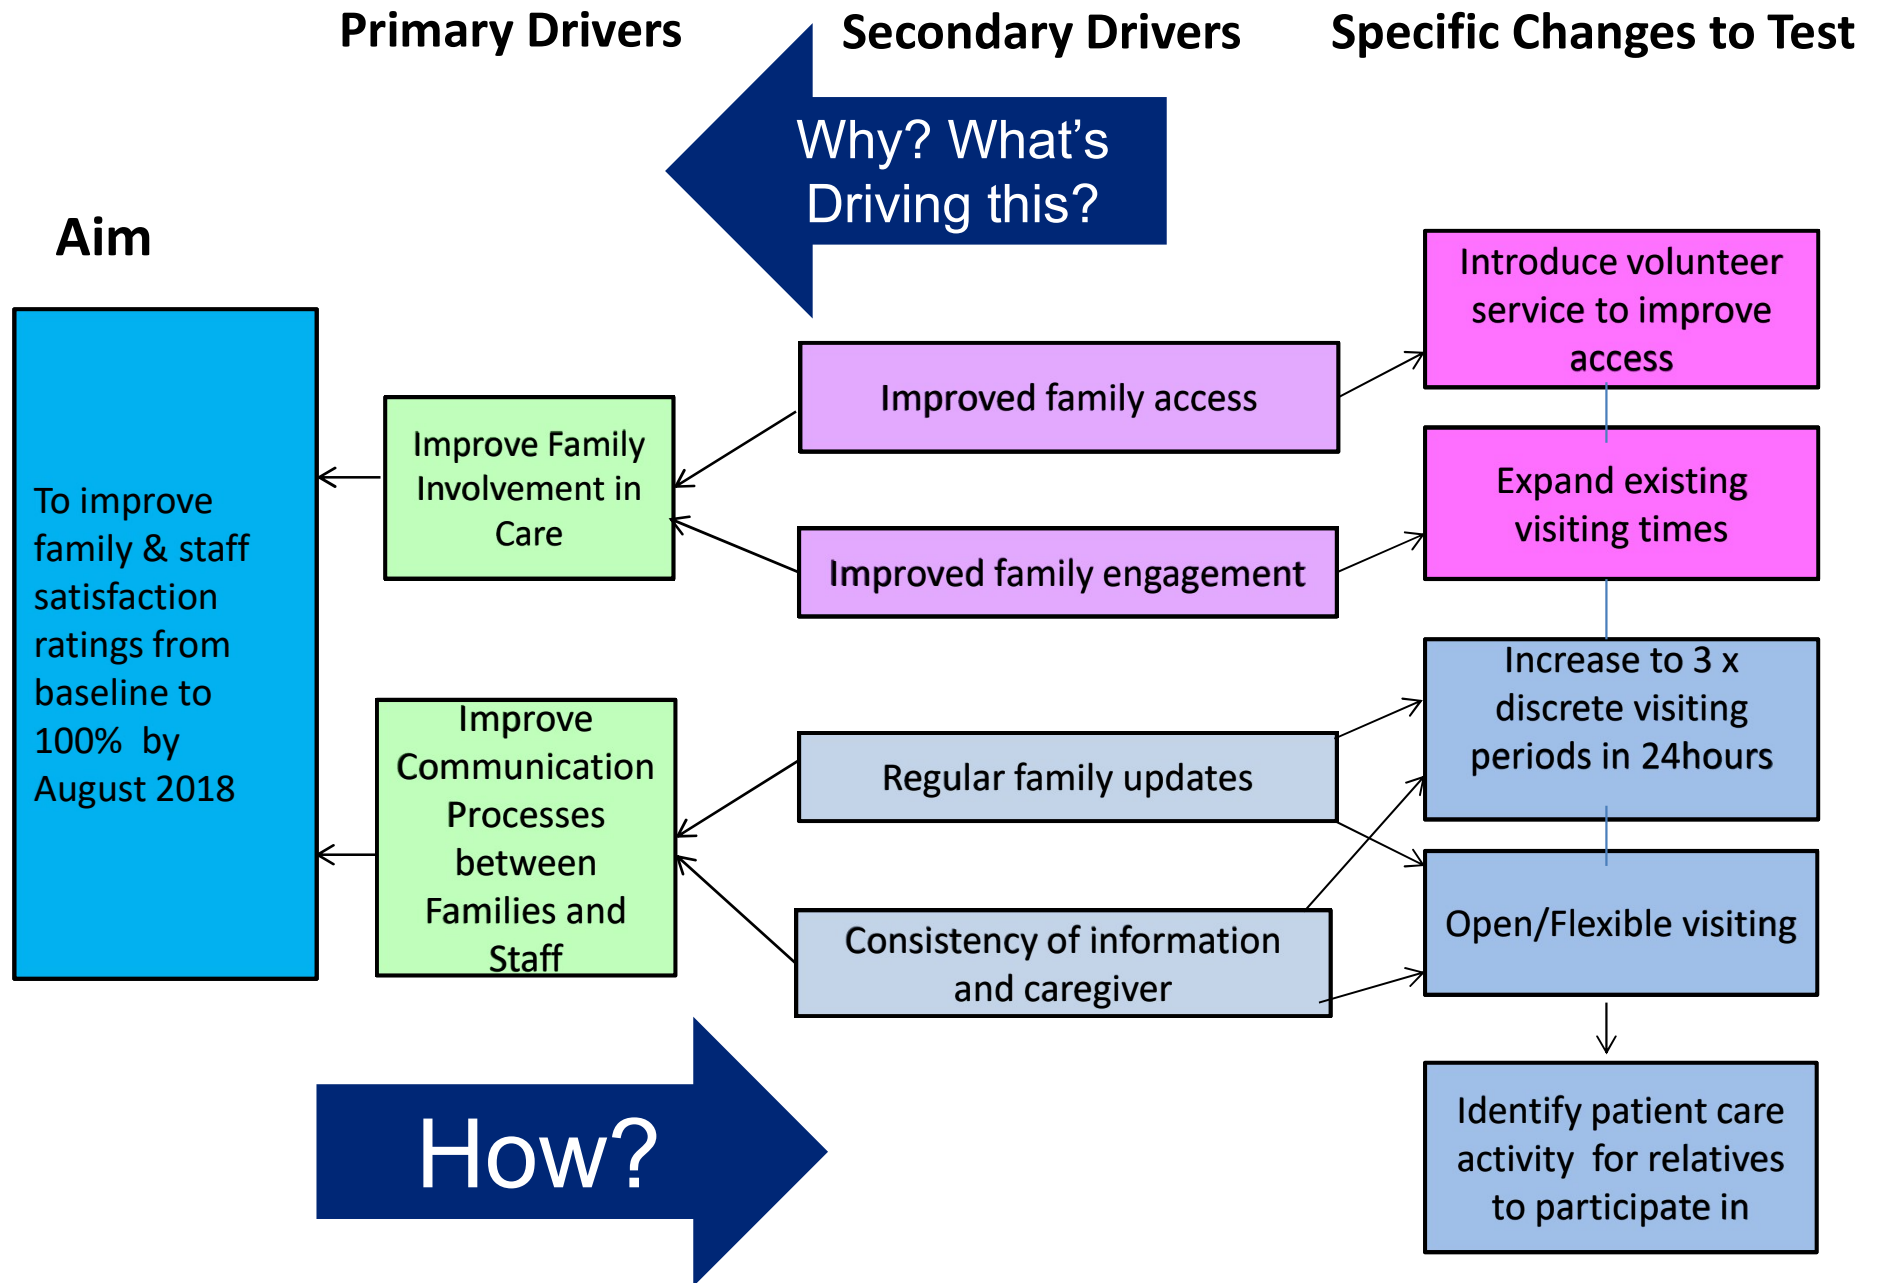 Primary Drivers
Secondary Drivers
Specific Changes to Test
Why? What's
Driving this?
Aim
To improve
family & staff
satisfaction
ratings from
baseline to
100%  by
August 2018
Improve Family
Involvement in
Care
Improve
Communication
Processes
between
Families and
Staff
Improved family access
Improved family engagement
Regular family updates
Consistency of information
and caregiver
Introduce volunteer
service to improve
access
Expand existing
visiting times
Increase to 3 x
discrete visiting
periods in 24hours
Open/Flexible visiting
Identify patient care
activity  for relatives
to participate in
How?